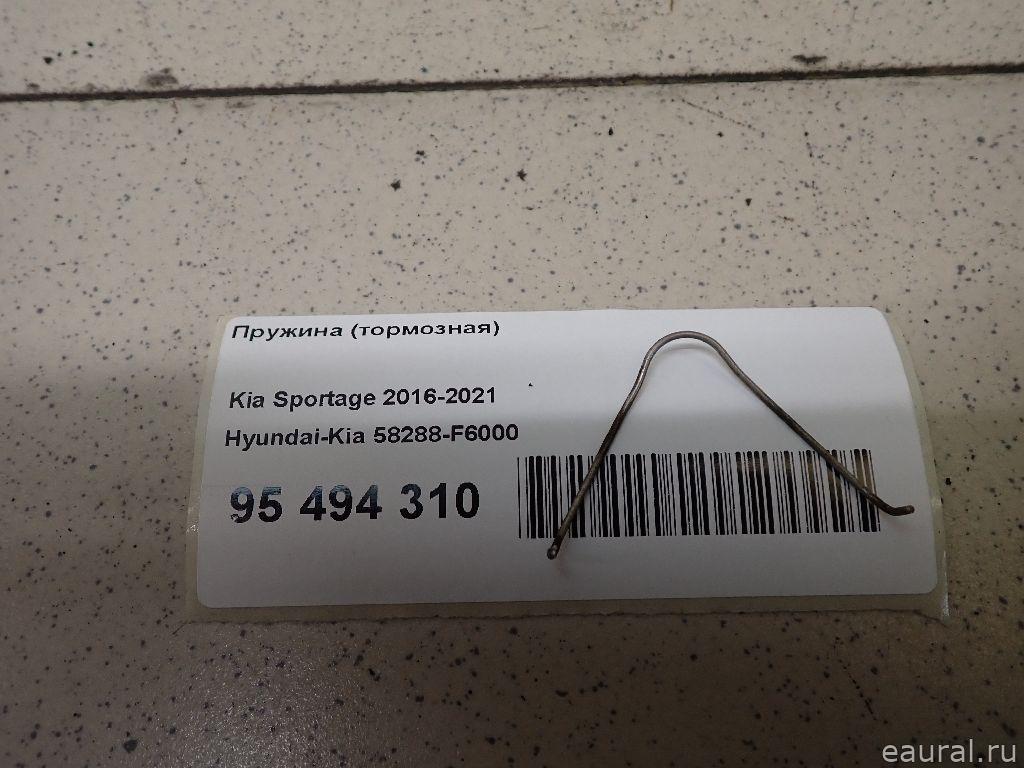 Пружина (тормозная)
Kia Sportage 2016-2021
Hyundai-Kia 58288-F6000
95 494 310
eaural.ru